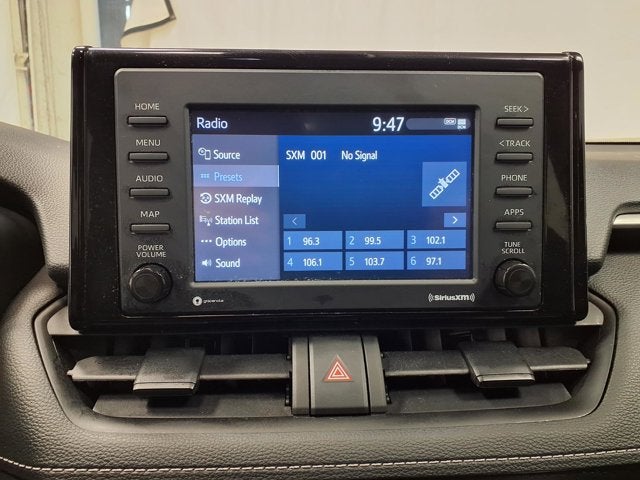 HOME
MENU
AUDIO
MAP
POWER
VOLUME
Radio
9:47
DCM
Source
Presets
SXM Replay
Station List
Options
Sound
SXM 001 No Signal
< >
1 96.3 2 99.5 3 102.1
4 106.1 5 103.7 6 97.1
SEEK >
< TRACK
PHONE
APPS
TUNE
SCROLL
gracenote
((SiriusXM))